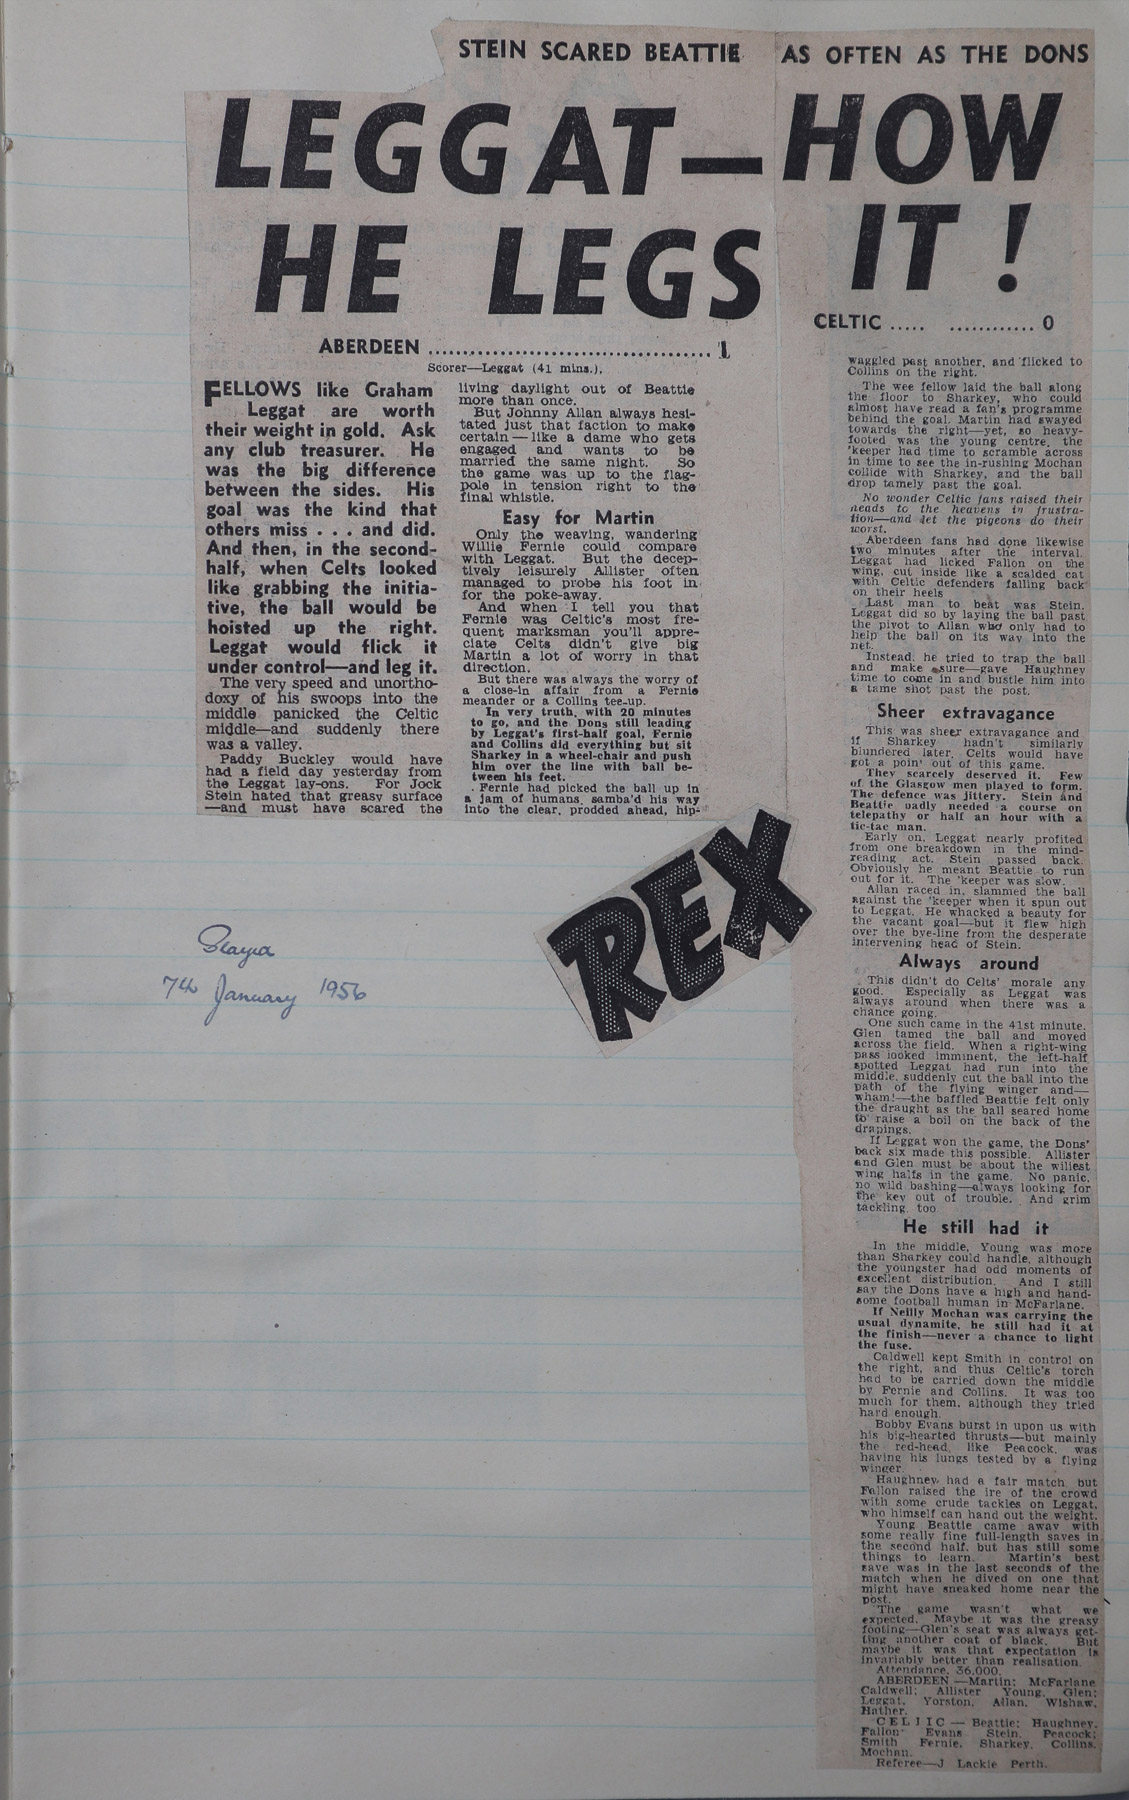 STEIN SCARED BEATTIE AS OFTEN AS THE DONS
LEGGAT—HOW
HE LEGS IT!
ABERDEEN ........................................ 1
CELTIC ..... ............ 0
Scorer—Leggat (41 mins.).
FELLOWS like Graham
Leggat are worth
their weight in gold. Ask
any club treasurer. He
was the big difference
between the sides. His
goal was the kind that
others miss . . . and did.
And then, in the second-
half, when Celts looked
like grabbing the initia-
tive, the ball would be
hoisted up the right.
Leggat would flick it
under control—and leg it.
The very speed and unortho-
doxy of his swoops into the
middle panicked the Celtic
middle—and suddenly there
was a valley.
Paddy Buckley would have
had a field day yesterday from
the Leggat lay-ons. For Jock
Stein hated that greasy surface
—and must have scared the
living daylight out of Beattie
more than once.
But Johnny Allan always hesi-
tated just that faction to make
certain—like a dame who gets
engaged and wants to be
married the same night. So
the game was up to the flag-
pole in tension right to the
final whistle.
Easy for Martin
Only the weaving, wandering
Willie Fernie could compare
with Leggat. But the decep-
tively leisurely Allister often
managed to probe his foot in
for the poke-away.
And when I tell you that
Fernie was Celtic's most fre-
quent marksman you'll appre-
ciate Celts didn't give big
Martin a lot of worry in that
direction.
But there was always the worry of
a close-in affair from a Fernie
meander or a Collins tee-up.
In very truth, with 20 minutes
to go, and the Dons still leading
by Leggat's first-half goal, Fernie
and Collins did everything but sit
Sharkey in a wheel-chair and push
him over the line with ball be-
tween his feet.
Fernie had picked the ball up in
a jam of humans, samba'd his way
into the clear, prodded ahead, hip-
waggled past another, and flicked to
Collins on the right.
The wee fellow laid the ball along
the floor to Sharkey, who could
almost have read a fan's programme
behind the goal. Martin had swayed
towards the right—yet, so heavy-
footed was the young centre, the
'keeper had time to scramble across
in time to see the in-rushing Mochan
collide with Sharkey, and the ball
drop tamely past the goal.
No wonder Celtic fans raised their
heads to the heavens in frustra-
tion—and let the pigeons do their
worst.
Aberdeen fans had done likewise
two minutes after the interval.
Leggat had licked Fallon on the
wing, cut inside like a scalded cat
with Celtic defenders falling back
on their heels
Last man to beat was Stein.
Leggat did so by laying the ball past
the pivot to Allan who only had to
help the ball on its way into the
net.
Instead, he tried to trap the ball
and make sure—gave Haughney
time to come in and bustle him into
a tame shot past the post.
Sheer extravagance
This was sheer extravagance and
if Sharkey hadn't similarly
blundered later, Celts would have
got a point out of this game.
They scarcely deserved it. Few
of the Glasgow men played to form.
The defence was jittery. Stein and
Beattie badly needed a course on
telepathy or half an hour with a
tic-tac man.
Early on, Leggat nearly profited
from one breakdown in the mind-
reading act. Stein passed back.
Obviously he meant Beattie to run
out for it. The 'keeper was slow.
Allan raced in, slammed the ball
against the 'keeper when it spun out
to Leggat. He whacked a beauty for
the vacant goal—but it flew high
over the bye-line from the desperate
intervening head of Stein.
Always around
This didn't do Celts' morale any
good. Especially as Leggat was
always around when there was a
chance going.
One such came in the 41st minute.
Glen tamed the ball and moved
across the field. When a right-wing
pass looked imminent, the left-half
spotted Leggat had run into the
middle, suddenly cut the ball into the
path of the flying winger and—
wham!—the baffled Beattie felt only
the draught as the ball seared home
to raise a boil on the back of the
drapings.
If Leggat won the game, the Dons'
back six made this possible. Allister
and Glen must be about the wiliest
wing halfs in the game. No panic,
no wild bashing—always looking for
the key out of trouble. And grim
tackling, too
He still had it
In the middle, Young was more
than Sharkey could handle, although
the youngster had odd moments of
excellent distribution. And I still
say the Dons have a high and hand-
some football human in McFarlane.
If Neilly Mochan was carrying the
usual dynamite, he still had it at
the finish—never a chance to light
the fuse.
Caldwell kept Smith in control on
the right, and thus Celtic's torch
had to be carried down the middle
by Fernie and Collins. It was too
much for them, although they tried
hard enough.
Bobby Evans burst in upon us with
his big-hearted thrusts—but mainly
the red-head, like Peacock, was
having his lungs tested by a flying
winger.
Haughney had a fair match, but
Fallon raised the ire of the crowd
with some crude tackles on Leggat,
who himself can hand out the weight.
Young Beattie came away with
some really fine full-length saves in
the second half, but has still some
things to learn. Martin's best
save was in the last seconds of the
match when he dived on one that
might have sneaked home near the
post.
The game wasn't what we
expected. Maybe it was the greasy
footing—Glen's seat was always get-
ting another coat of black. But
maybe it was that expectation is
invariably better than realisation.
Attendance, 36,000.
ABERDEEN—Martin; McFarlane
Caldwell; Allister Young, Glen;
Leggat, Yorston, Allan, Wishaw,
Hather.
CELTIC — Beattie; Haughney,
Fallon Evans Stein, Peacock;
Smith Fernie, Sharkey, Collins,
Mochan.
Referee—J Lackie Perth.
REX
Played
7th January 1956